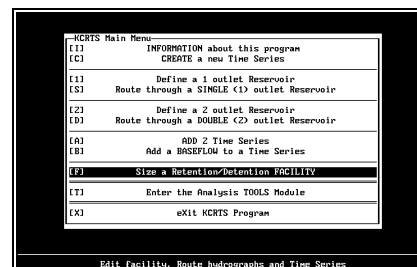 KCRTS Main Menu
[I] INFORMATION about this program
[C] CREATE a new Time Series
[1] Define a 1 outlet Reservoir
[S] Route through a SINGLE (1) outlet Reservoir
[2] Define a 2 outlet Reservoir
[D] Route through a DOUBLE (2) outlet Reservoir
[A] ADD 2 Time Series
[B] Add a BASEFLOW to a Time Series
[F] Size a Retention/Detention FACILITY
[T] Enter the Analysis TOOLS Module
[X] eXit KCRTS Program
Edit facility, Route hydrographs and Time Series